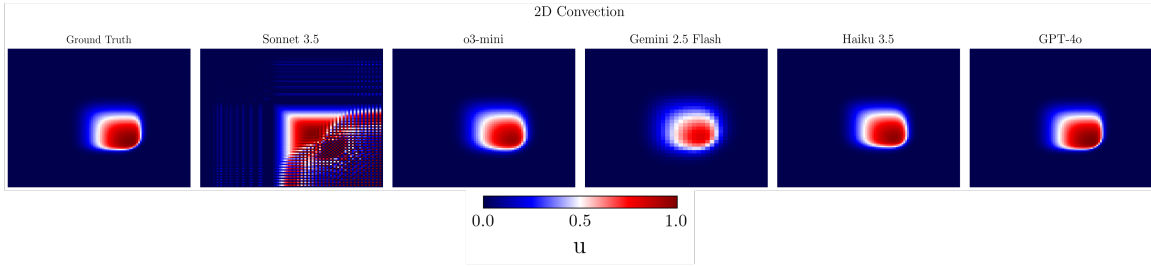 2D Convection
Ground Truth
Sonnet 3.5
o3-mini
Gemini 2.5 Flash
Haiku 3.5
GPT-4o
0.0 0.5 1.0
u